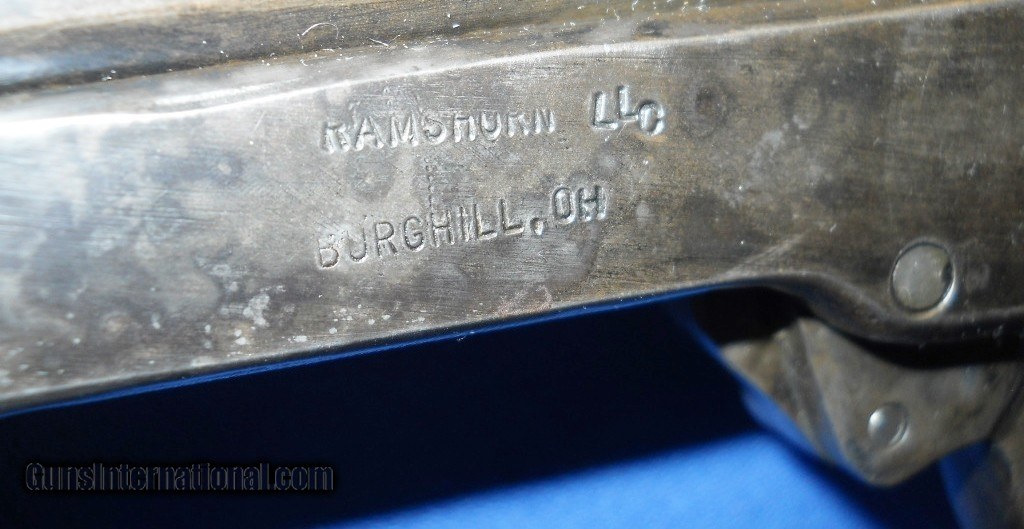 RAMSHORN LLC
BURGHILL, OH
GunsInternational.com